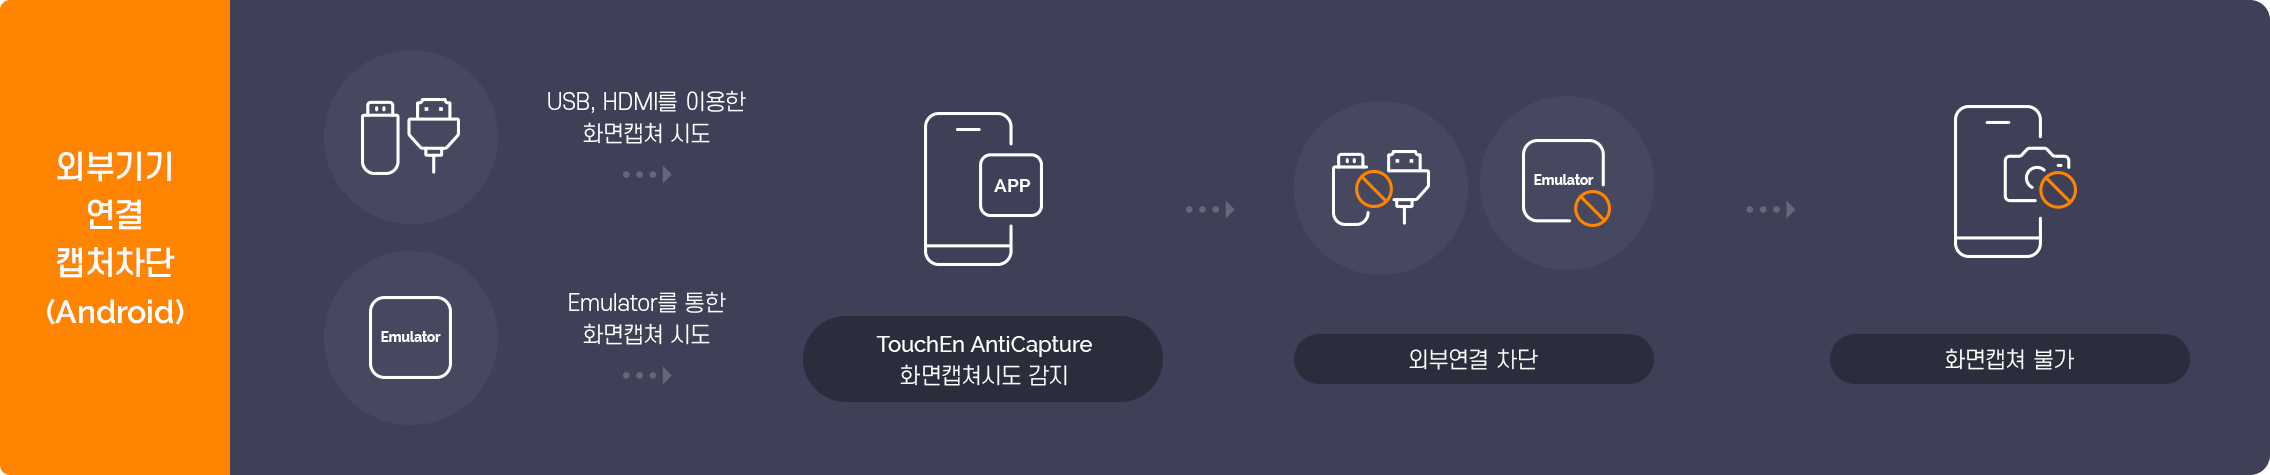 외부기기
연결
캡처차단
(Android)
USB, HDMI를 이용한
화면캡쳐 시도
Emulator
Emulator를 통한
화면캡쳐 시도
APP
TouchEn AntiCapture
화면캡쳐시도 감지
Emulator
외부연결 차단
화면캡쳐 불가